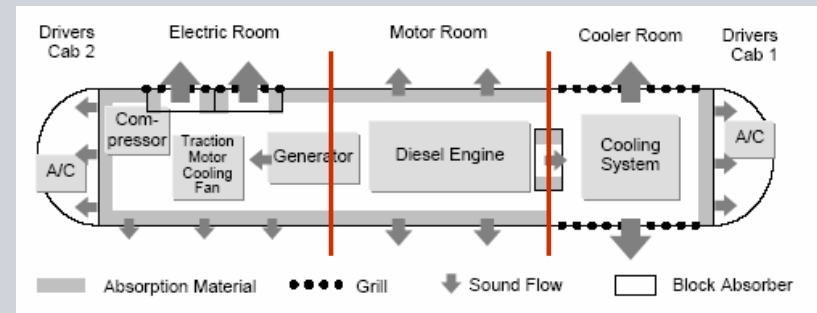 Drivers
Cab 2
Electric Room
Motor Room
Cooler Room
Drivers
Cab 1
Com-
pressor
A/C
Traction
Motor
Cooling
Fan
Generator
Diesel Engine
Cooling
System
A/C
Absorption Material
Grill
Sound Flow
Block Absorber